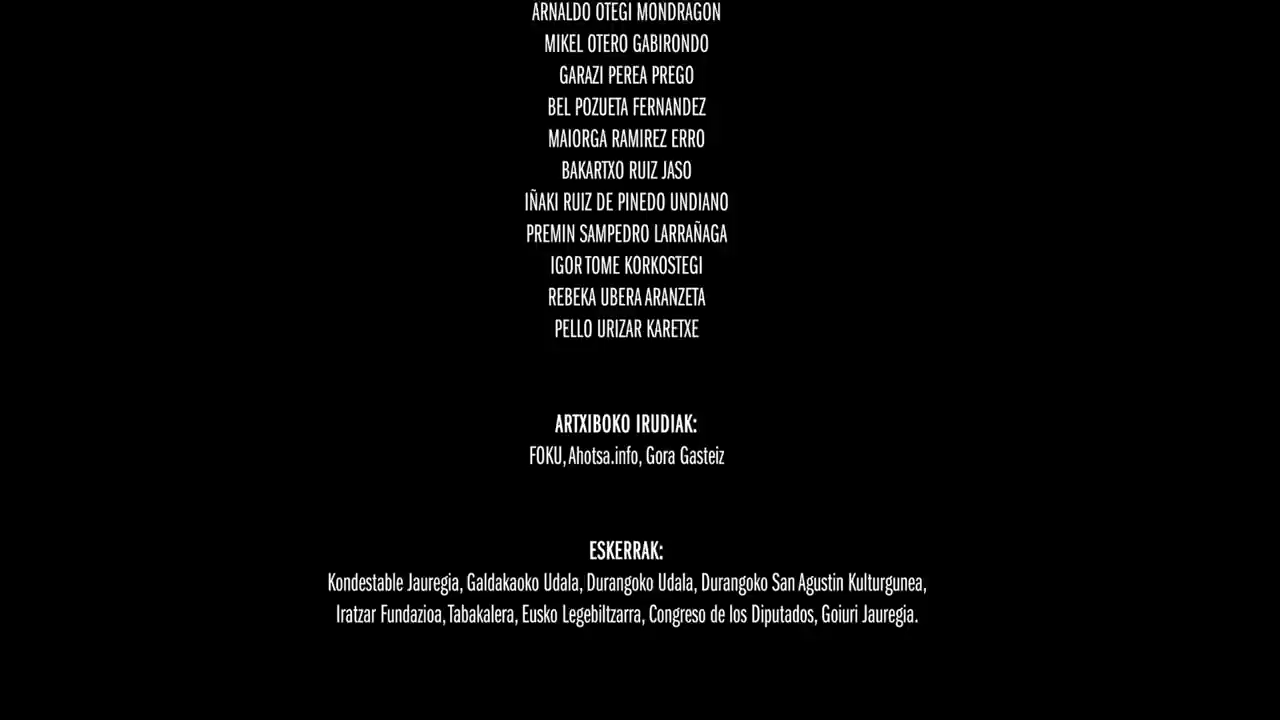 ARNALDO OTEGI MONDRAGON
MIKEL OTERO GABIRONDO
GARAZI PEREA PREGO
BEL POZUETA FERNANDEZ
MAIORGA RAMIREZ ERRO
BAKARTXO RUIZ JASO
IÑAKI RUIZ DE PINEDO UNDIANO
PREMIN SAMPEDRO LARRAÑAGA
IGOR TOME KORKOSTEGI
REBEKA UBERA ARANZETA
PELLO URIZAR KARETXE
ARTXIBOKO IRUDIAK:
FOKU, Ahotsa.info, Gora Gasteiz
ESKERRAK:
Kondestable Jauregia, Galdakaoko Udala, Durangoko Udala, Durangoko San Agustin Kulturgunea,
Iratzar Fundazioa, Tabakalera, Eusko Legebiltzarra, Congreso de los Diputados, Goiuri Jauregia.